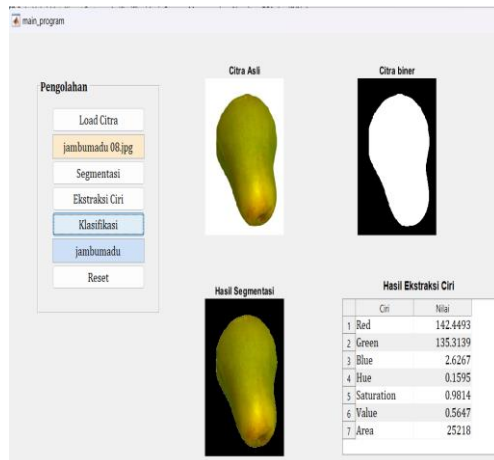 main_program
Pengolahan
Load Citra
jambumadu 08.jpg
Segmentasi
Ekstraksi Ciri
Klasifikasi
jambumadu
Reset
Citra Asli
Citra biner
Hasil Segmentasi
Hasil Ekstraksi Ciri
Ciri Nilai
1 Red 142.4493
2 Green 135.3139
3 Blue 2.6267
4 Hue 0.1595
5 Saturation 0.9814
6 Value 0.5647
7 Area 25218